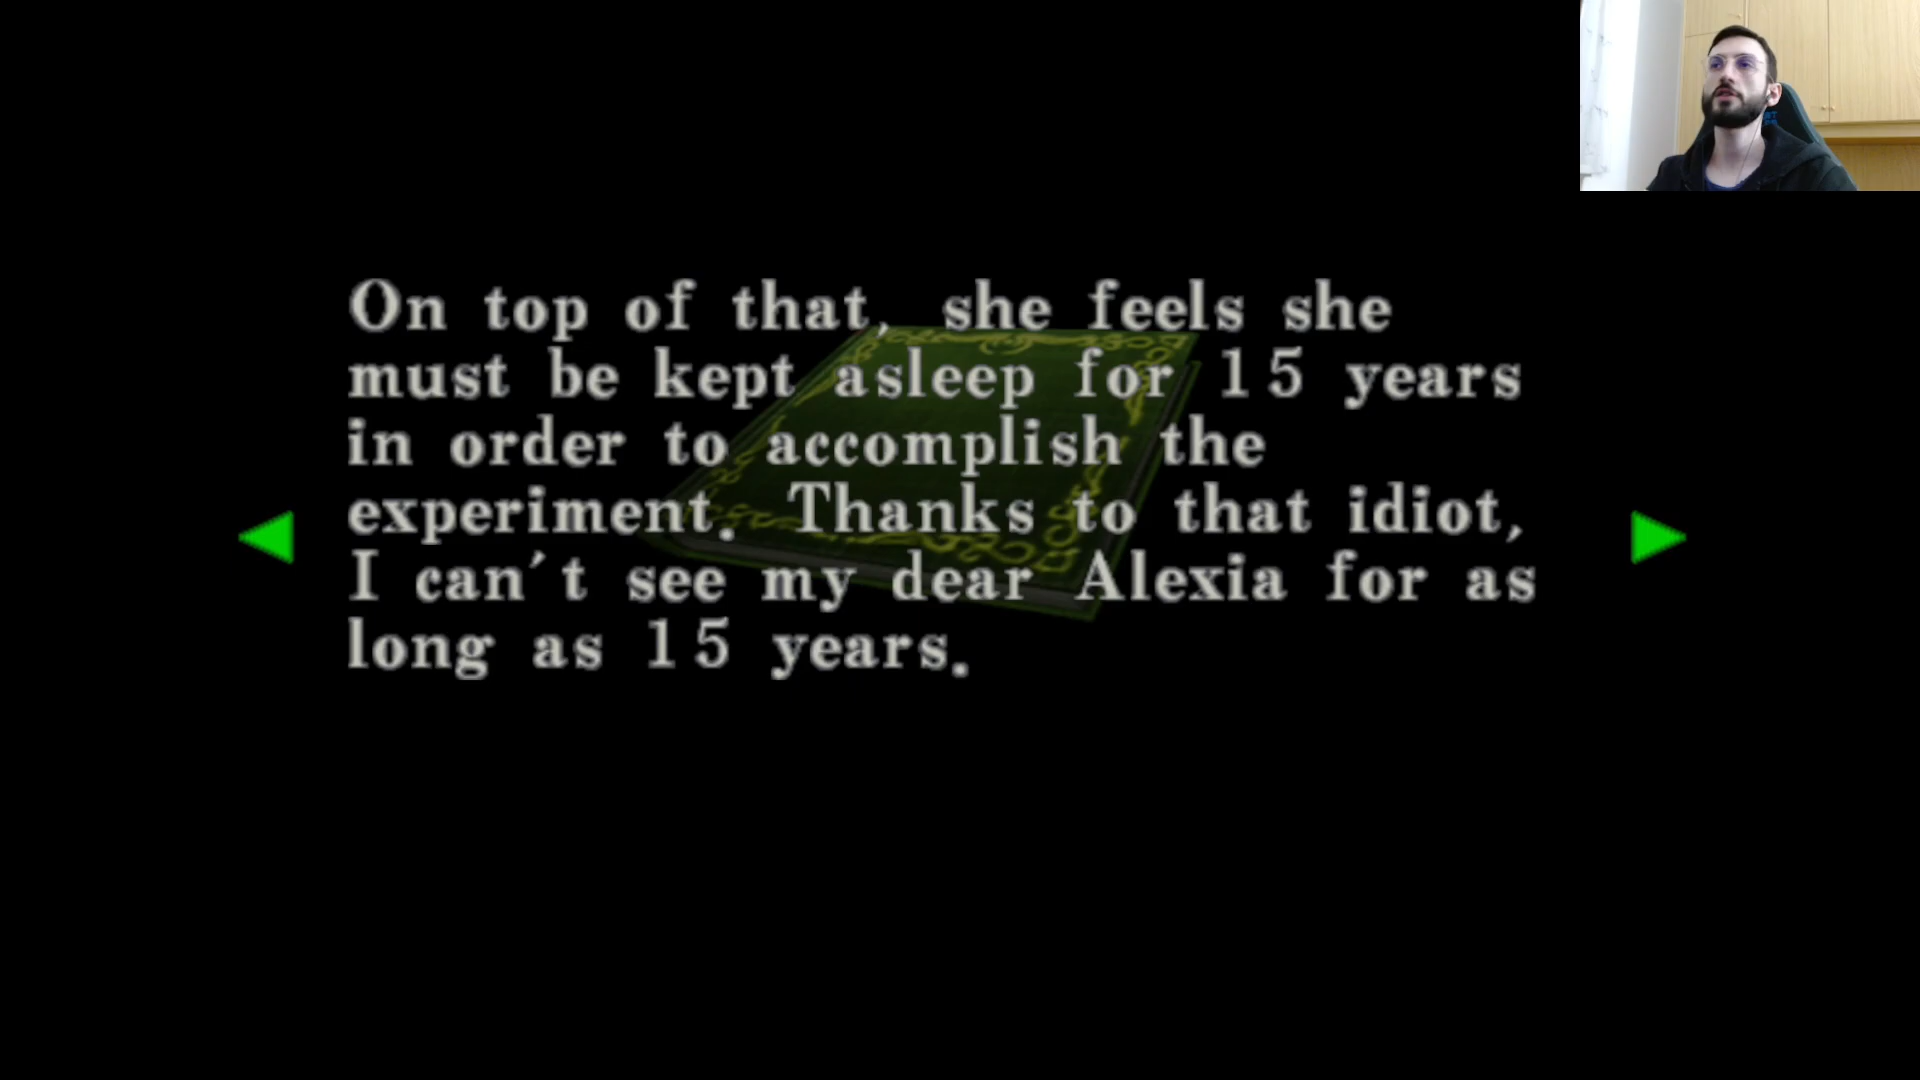 On top of that, she feels she
must be kept asleep for 15 years
in order to accomplish the
experiment. Thanks to that idiot,
I can't see my dear Alexia for as
long as 15 years.